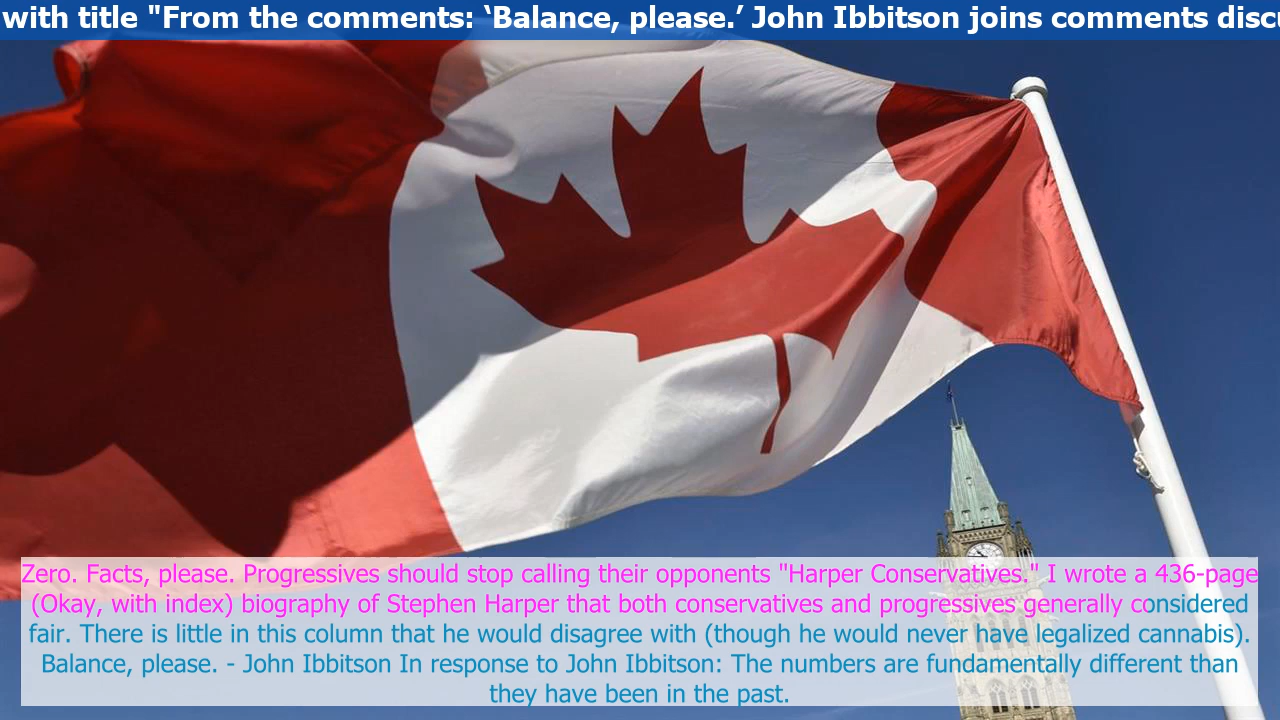 with title "From the comments: ‘Balance, please.’ John Ibbitson joins comments
Zero. Facts, please. Progressives should stop calling their opponents "Harper Conservatives." I wrote a 436-page
(Okay, with index) biography of Stephen Harper that both conservatives and progressives generally considered
fair. There is little in this column that he would disagree with (though he would never have legalized cannabis).
Balance, please. - John Ibbitson In response to John Ibbitson: The numbers are fundamentally different than
they have been in the past.